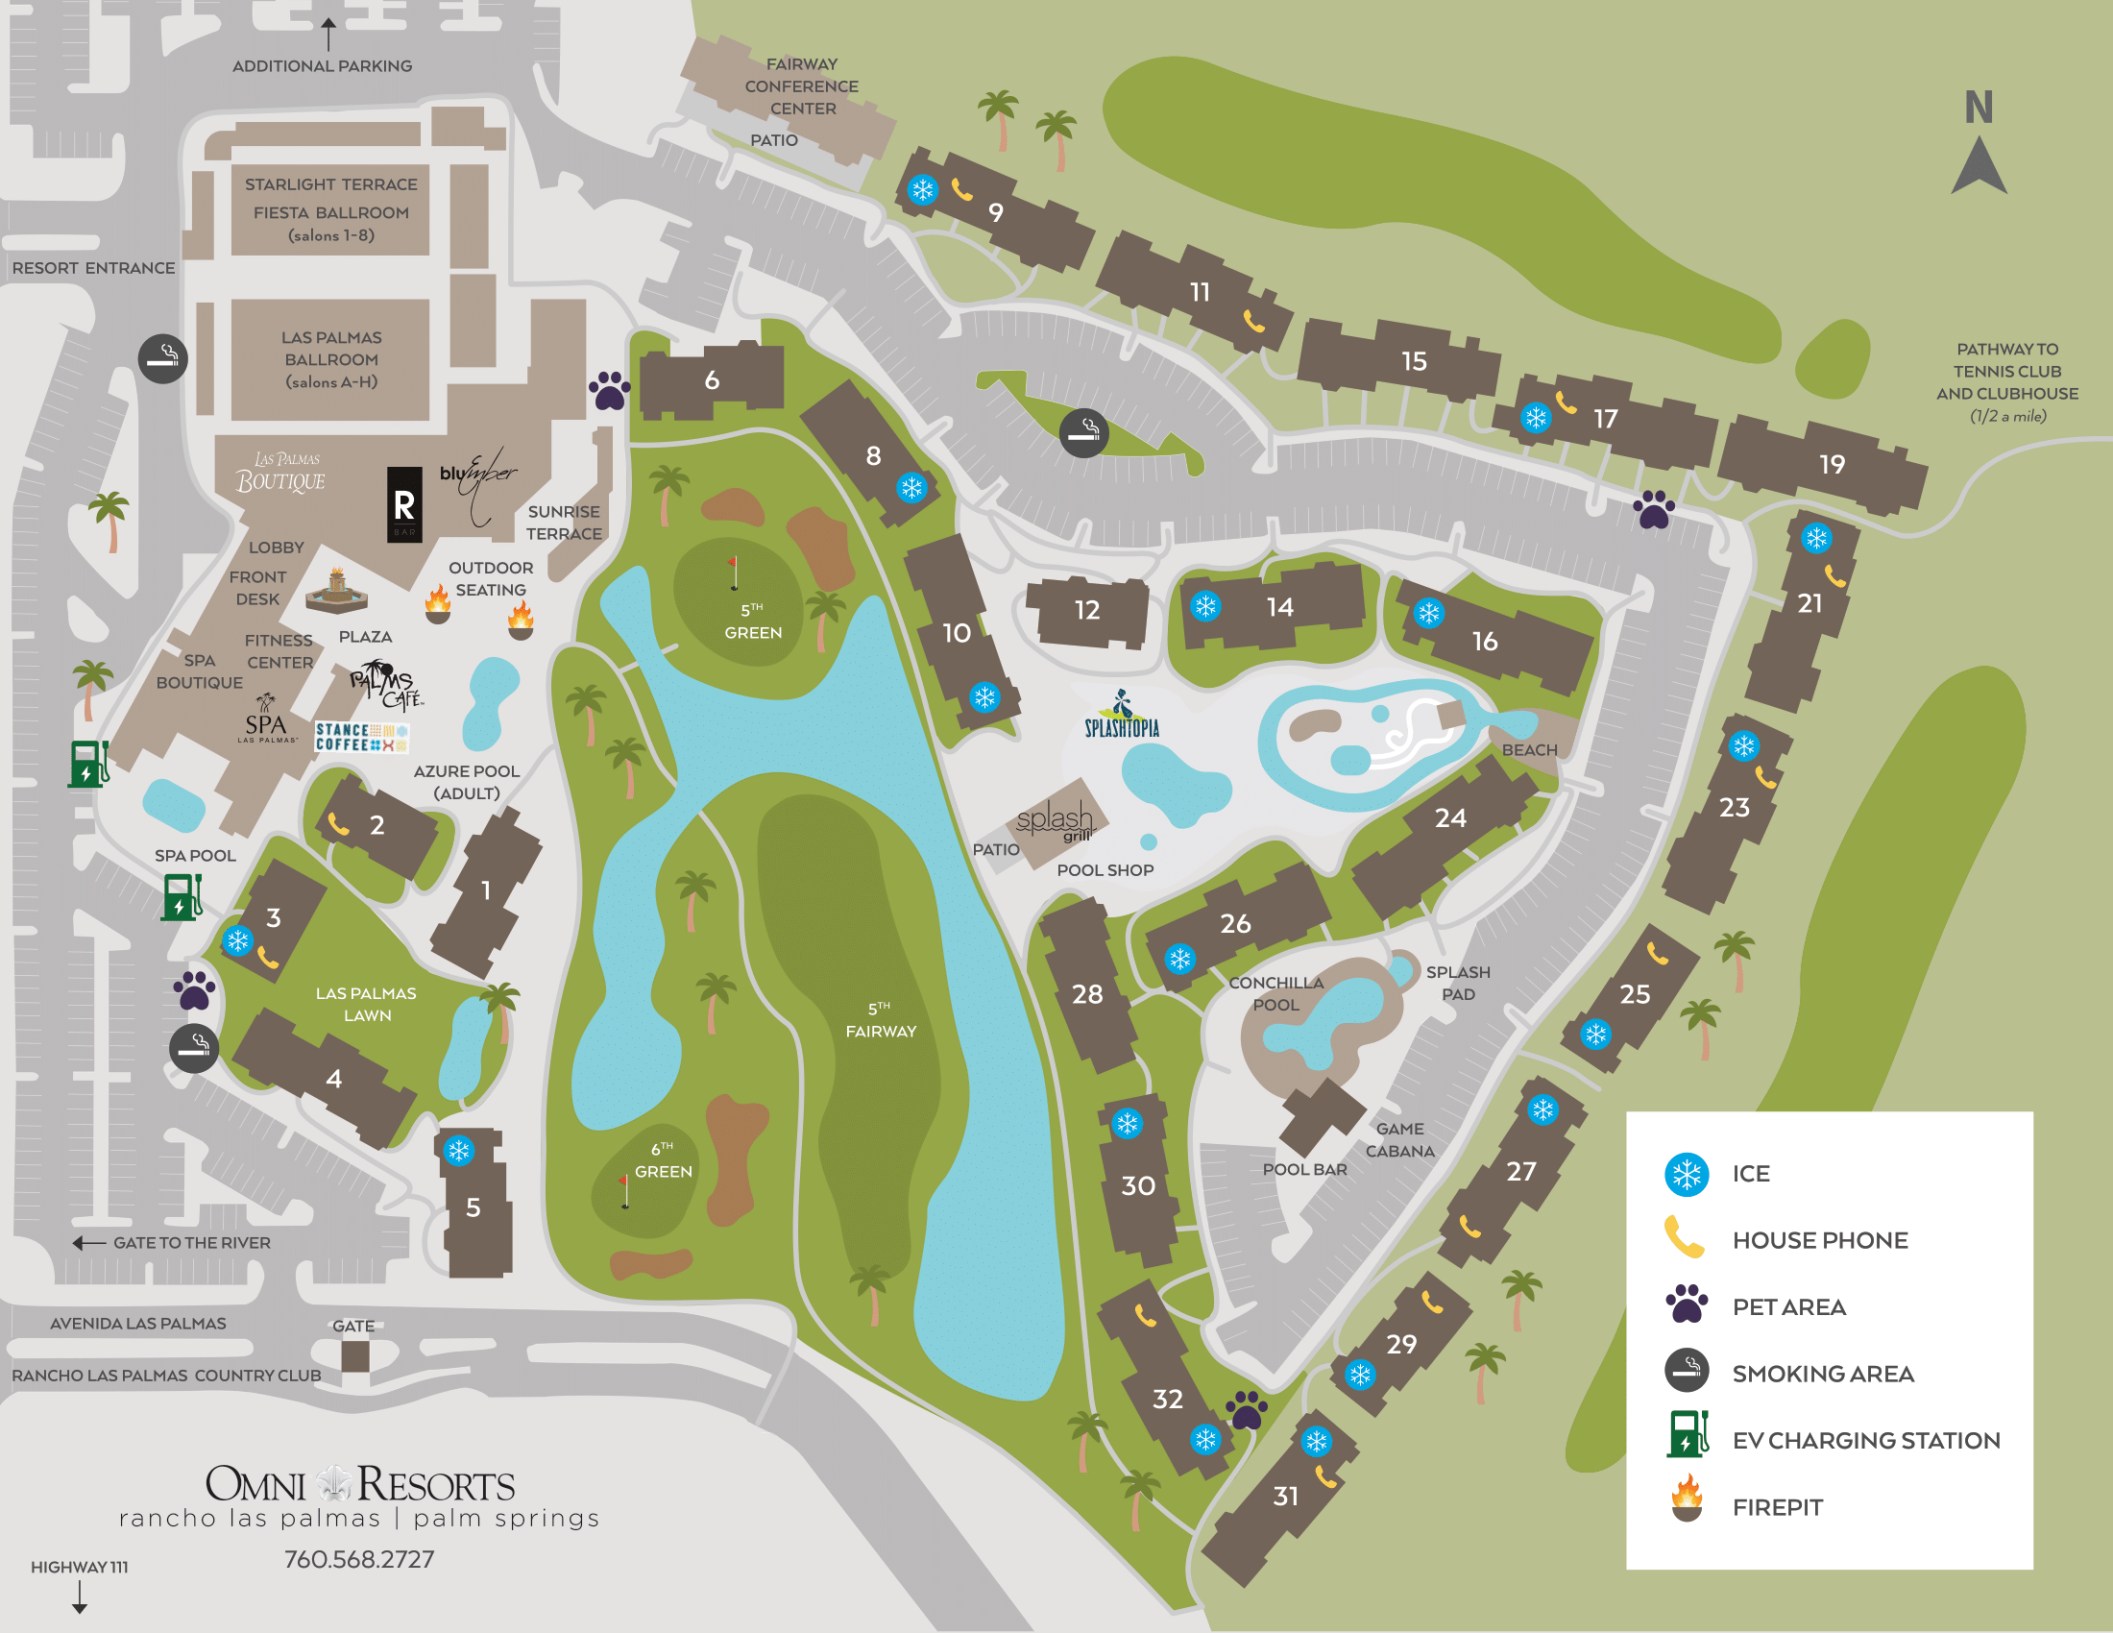 ADDITIONAL PARKING
FAIRWAY
CONFERENCE
CENTER
PATIO
N
STARLIGHT TERRACE
FIESTA BALLROOM
(salons 1-8)
RESORT ENTRANCE
LAS PALMAS
BALLROOM
(salons A-H)
9
11
15
17
19
PATHWAY TO
TENNIS CLUB
AND CLUBHOUSE
(1/2 a mile)
6
8
LAS PALMAS
BOUTIQUE
R
BAR
bluEmber
SUNRISE
TERRACE
LOBBY
FRONT
DESK
OUTDOOR
SEATING
FITNESS
CENTER
PLAZA
SPA
BOUTIQUE
PALMS
CAFÉ
SPA
LAS PALMAS
STANCE
COFFEE
AZURE POOL
(ADULT)
5TH
GREEN
10
12
14
16
21
SPLASHTOPIA
BEACH
23
24
splash
grill
PATIO
POOL SHOP
2
1
SPA POOL
3
LAS PALMAS
LAWN
4
5
5TH
FAIRWAY
6TH
GREEN
26
28
CONCHILLA
POOL
SPLASH
PAD
25
GAME
CABANA
POOL BAR
27
30
29
32
31
GATE TO THE RIVER
AVENIDA LAS PALMAS
GATE
RANCHO LAS PALMAS COUNTRY CLUB
OMNI RESORTS
rancho las palmas | palm springs
760.568.2727
HIGHWAY 111
ICE
HOUSE PHONE
PET AREA
SMOKING AREA
EV CHARGING STATION
FIREPIT